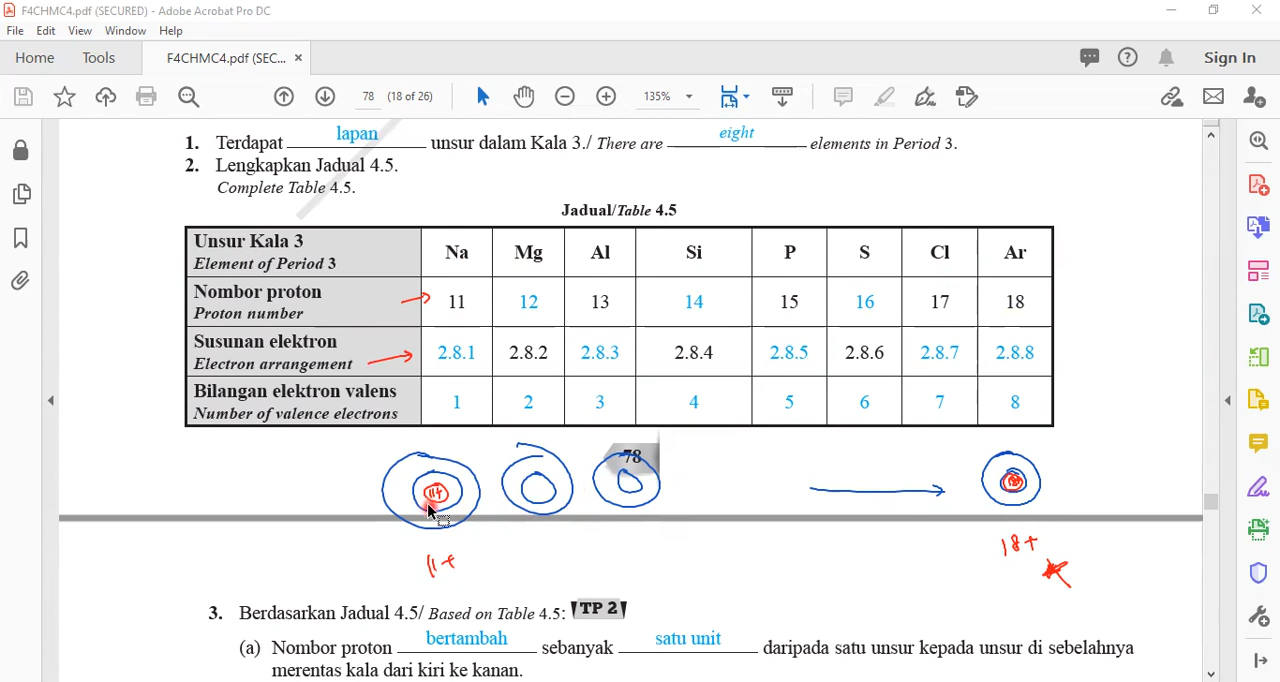 F4CHMC4.pdf (SECURED) - Adobe Acrobat Pro DC
File Edit View Window Help
Home Tools F4CHMC4.pdf (SEC... × Sign In
78 (18 of 26) 135%
1. Terdapat lapan unsur dalam Kala 3./ There are eight elements in Period 3.
2. Lengkapkan Jadual 4.5.
Complete Table 4.5.
Jadual/Table 4.5
Unsur Kala 3
Element of Period 3
Na Mg Al Si P S Cl Ar
Nombor proton
Proton number
11 12 13 14 15 16 17 18
Susunan elektron
Electron arrangement
2.8.1 2.8.2 2.8.3 2.8.4 2.8.5 2.8.6 2.8.7 2.8.8
Bilangan elektron valens
Number of valence electrons
1 2 3 4 5 6 7 8
78
11+
11+ 18+
3. Berdasarkan Jadual 4.5/ Based on Table 4.5: TP 2
(a) Nombor proton bertambah sebanyak satu unit daripada satu unsur kepada unsur di sebelahnya
merentas kala dari kiri ke kanan.